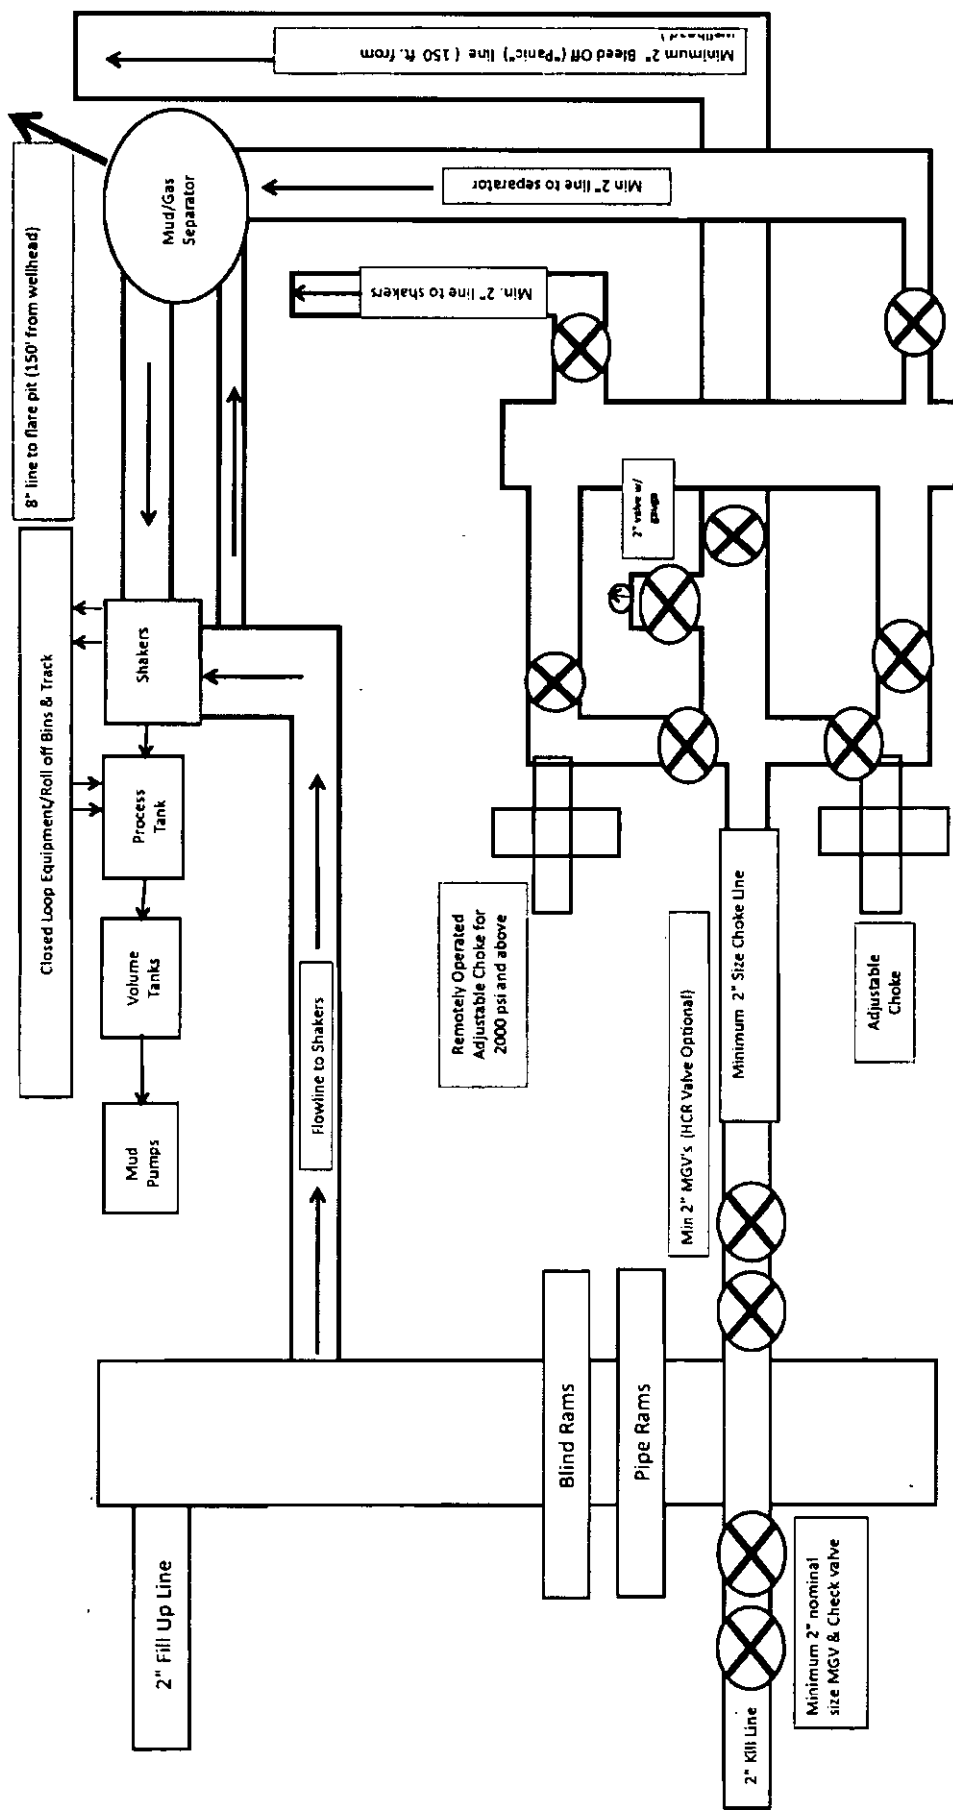 2" Fill Up Line
Mud
Pumps
Volume
Tanks
Process
Tank
Shakers
Closed Loop Equipment/Roll off Bins & Track
8" line to flare pit (150' from wellhead)
Mud/Gas
Separator
Minimum 2" Bleed Off ("Panic") line ( 150 ft. from
wellhead )
Min 2" line to separator
Min. 2" line to shakers
Flowline to Shakers
Blind Rams
Pipe Rams
Remotely Operated
Adjustable Choke for
2000 psi and above
2" valve w/
gauge
Min 2" MGV's (HCR Valve Optional)
Minimum 2" Size Choke Line
2" Kill Line
Minimum 2" nominal
size MGV & Check valve
Adjustable
Choke